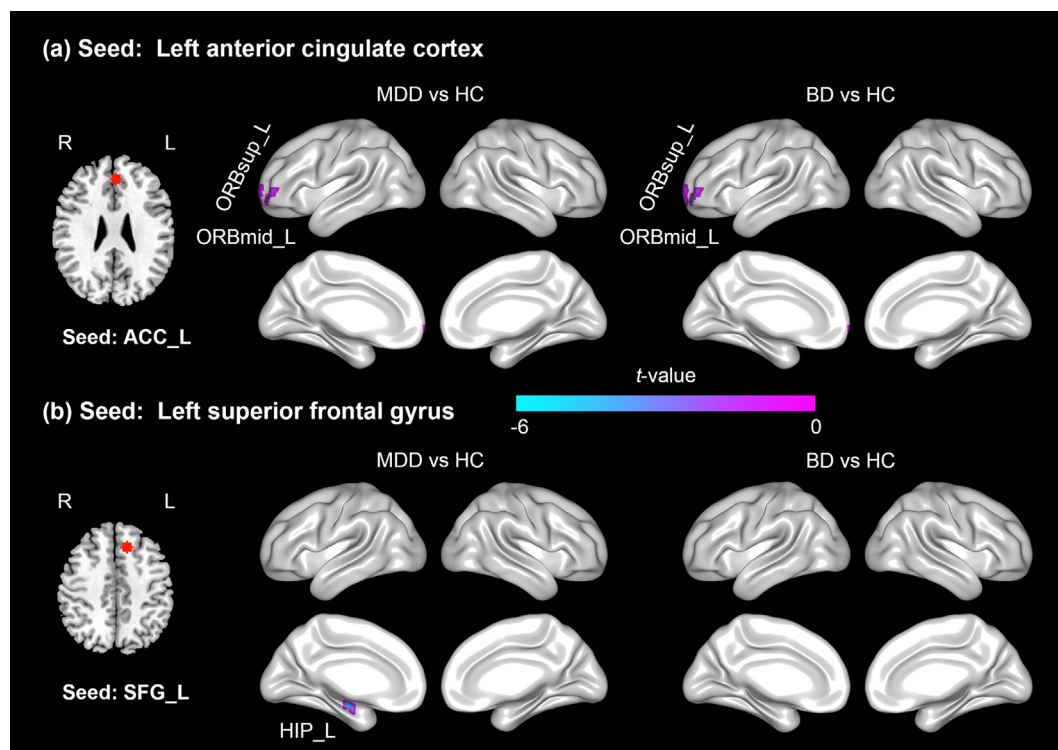 (a) Seed: Left anterior cingulate cortex
MDD vs HC
BD vs HC
R L
ORBsup_L
ORBmid_L
ORBsup_L
ORBmid_L
Seed: ACC_L
t-value
-6 0
(b) Seed: Left superior frontal gyrus
MDD vs HC
BD vs HC
R L
Seed: SFG_L
HIP_L